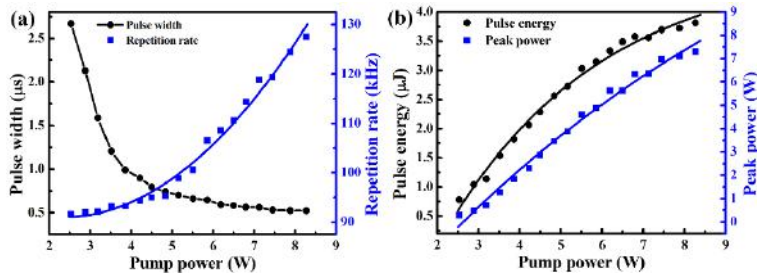 (a)
Pulse width
Repetition rate
2.5
2.0
1.5
1.0
0.5
Pulse width (μs)
130
120
110
100
90
Repetition rate (kHz)
2 3 4 5 6 7 8 9
Pump power (W)
(b)
Pulse energy
Peak power
4.0
3.5
3.0
2.5
2.0
1.5
1.0
0.5
Pulse energy (μJ)
9
8
7
6
5
4
3
2
1
0
Peak power (W)
2 3 4 5 6 7 8 9
Pump power (W)